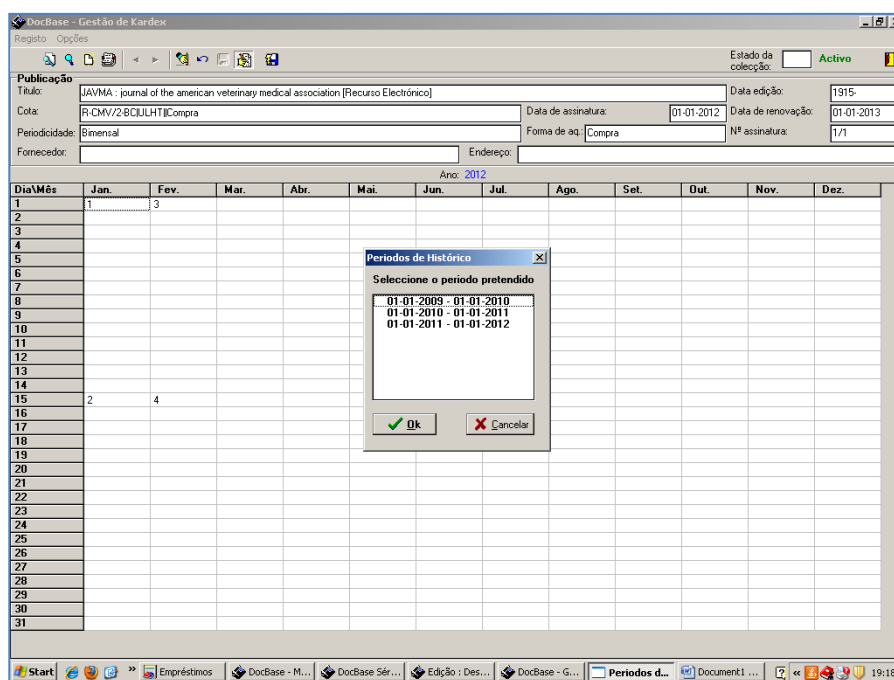 DocBase - Gestão de Kardex
Registo Opções
Estado da colecção: Activo
Publicação
Titulo: JAVMA : journal of the american veterinary medical association [Recurso Electrónico] Data edição: 1915-
Cota: R-CMV/2-BC|ULHT||Compra Data de assinatura: 01-01-2012 Data de renovação: 01-01-2013
Periodicidade: Bimensal Forma de aq.: Compra Nº assinatura: 1/1
Fornecedor: Endereço:
Ano: 2012
Dia\Mês Jan. Fev. Mar. Abr. Mai. Jun. Jul. Ago. Set. Out. Nov. Dez.
1 1 3
2
3
4
5
6
7
8
9
10
11
12
13
14
15 2 4
16
17
18
19
20
21
22
23
24
25
26
27
28
29
30
31
Periodos de Histórico
Seleccione o periodo pretendido
01-01-2009 - 01-01-2010
01-01-2010 - 01-01-2011
01-01-2011 - 01-01-2012
Ok Cancelar
Start Empréstimos DocBase - M... DocBase Sér... Edição : Des... DocBase - G... Periodos d... Document1 ... 19:18